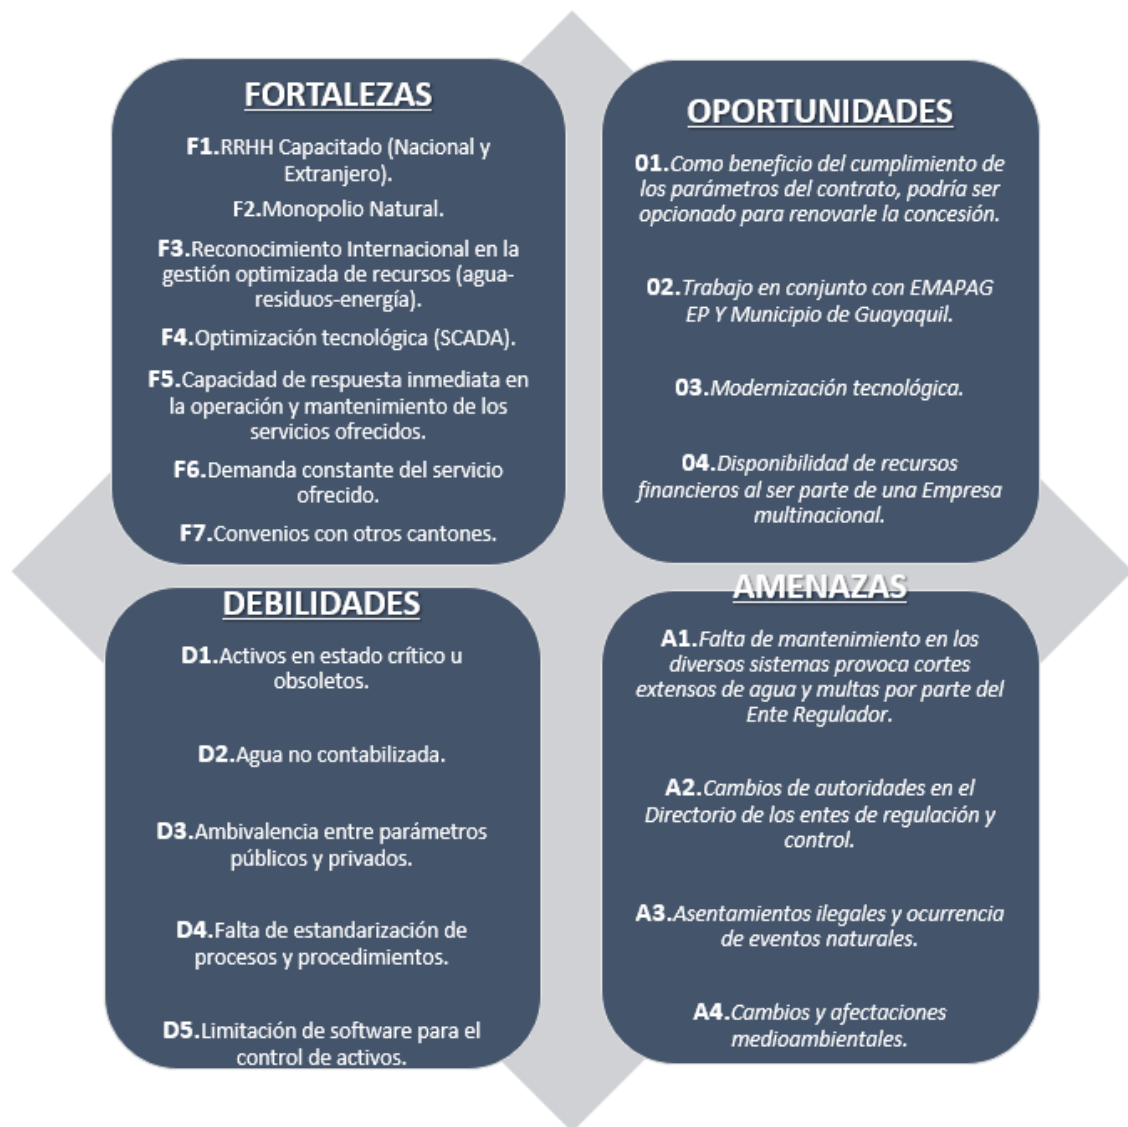 FORTALEZAS
F1.RRHH Capacitado (Nacional y
Extranjero).
F2.Monopolio Natural.
F3.Reconocimiento Internacional en la
gestión optimizada de recursos (agua-
residuos-energía).
F4.Optimización tecnológica (SCADA).
F5.Capacidad de respuesta inmediata en
la operación y mantenimiento de los
servicios ofrecidos.
F6.Demanda constante del servicio
ofrecido.
F7.Convenios con otros cantones.
OPORTUNIDADES
01.Como beneficio del cumplimiento de
los parámetros del contrato, podría ser
opcionado para renovarle la concesión.
02.Trabajo en conjunto con EMAPAG
EP Y Municipio de Guayaquil.
03.Modernización tecnológica.
04.Disponibilidad de recursos
financieros al ser parte de una Empresa
multinacional.
DEBILIDADES
D1.Activos en estado crítico u
obsoletos.
D2.Agua no contabilizada.
D3.Ambivalencia entre parámetros
públicos y privados.
D4.Falta de estandarización de
procesos y procedimientos.
D5.Limitación de software para el
control de activos.
AMENAZAS
A1.Falta de mantenimiento en los
diversos sistemas provoca cortes
extensos de agua y multas por parte del
Ente Regulador.
A2.Cambios de autoridades en el
Directorio de los entes de regulación y
control.
A3.Asentamientos ilegales y ocurrencia
de eventos naturales.
A4.Cambios y afectaciones
medioambientales.